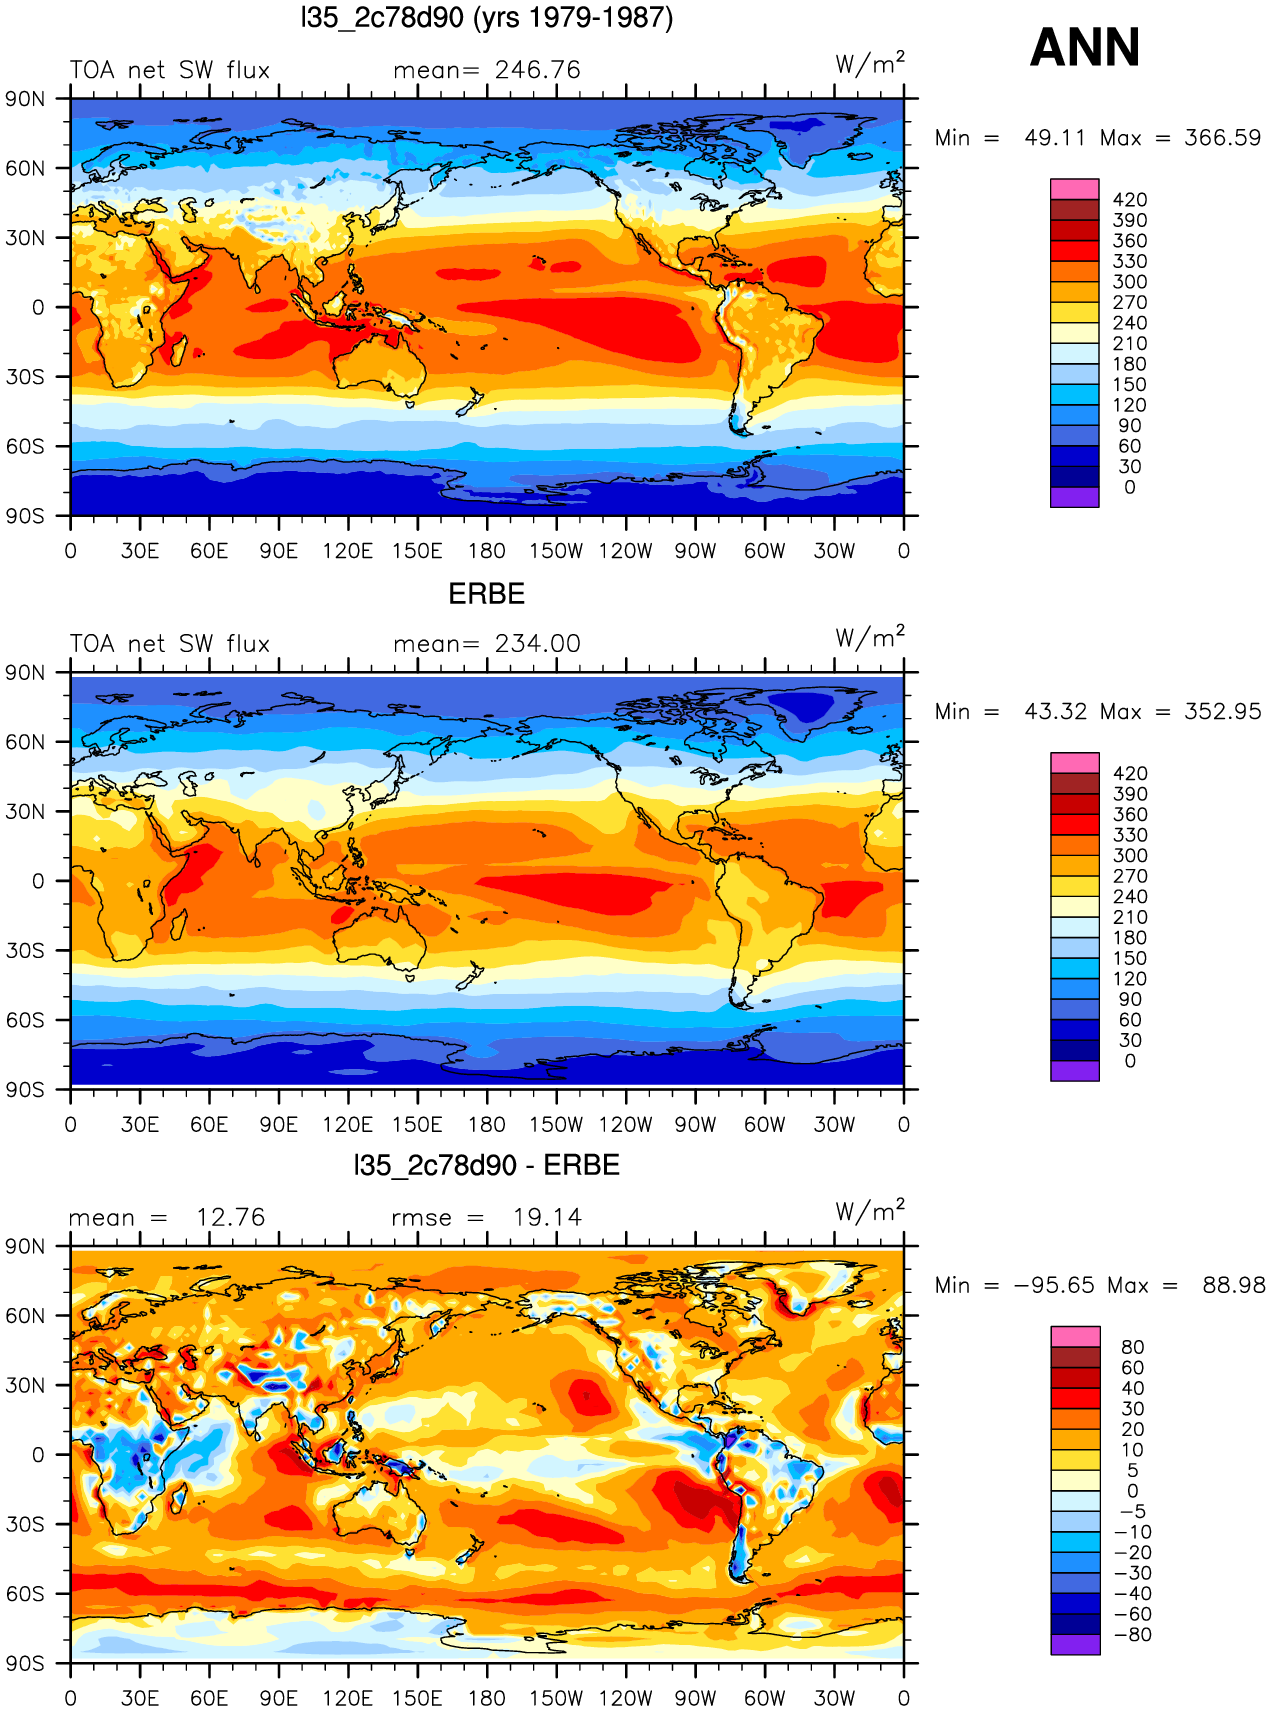 l35_2c78d90 (yrs 1979-1987)
ANN
TOA net SW flux mean= 246.76 W/m²
Min = 49.11 Max = 366.59
90N
60N
30N
0
30S
60S
90S
0 30E 60E 90E 120E 150E 180 150W 120W 90W 60W 30W 0
420
390
360
330
300
270
240
210
180
150
120
90
60
30
0
ERBE
TOA net SW flux mean= 234.00 W/m²
Min = 43.32 Max = 352.95
90N
60N
30N
0
30S
60S
90S
0 30E 60E 90E 120E 150E 180 150W 120W 90W 60W 30W 0
420
390
360
330
300
270
240
210
180
150
120
90
60
30
0
l35_2c78d90 - ERBE
mean = 12.76 rmse = 19.14 W/m²
Min = −95.65 Max = 88.98
90N
60N
30N
0
30S
60S
90S
0 30E 60E 90E 120E 150E 180 150W 120W 90W 60W 30W 0
80
60
40
30
20
10
5
0
−5
−10
−20
−30
−40
−60
−80